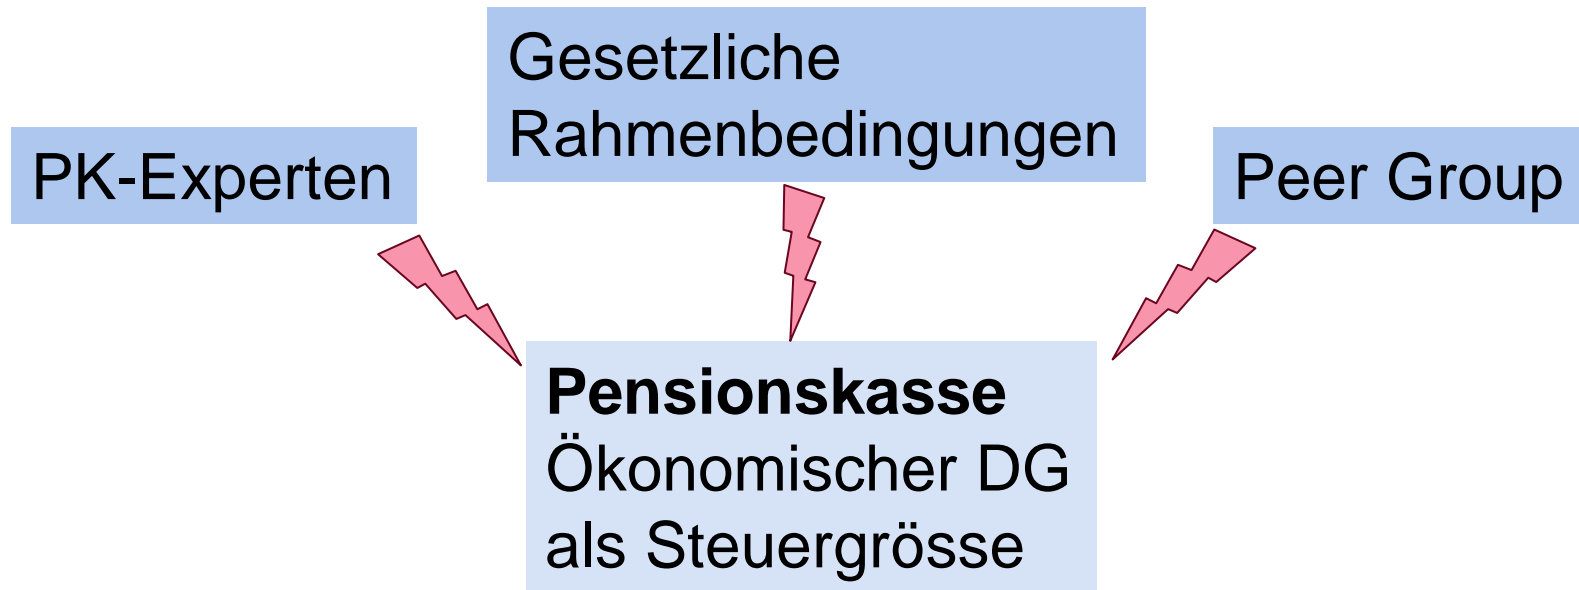 Gesetzliche
Rahmenbedingungen
PK-Experten
Peer Group
Pensionskasse
Ökonomischer DG
als Steuergrösse